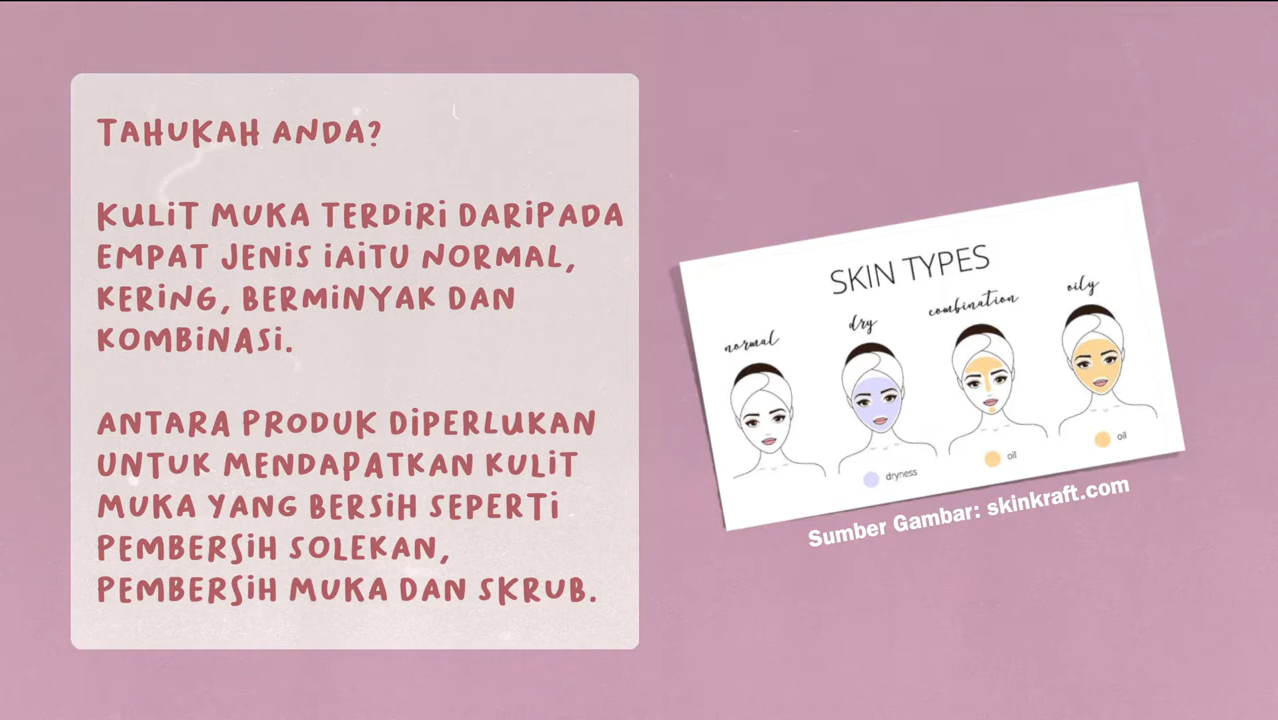 TAHUKAH ANDA?
KULiT MUKA TERDiRi DARiPADA
EMPAT JENiS iAiTU NORMAL,
KERiNG, BERMiNYAK DAN
KOMBiNASi.
ANTARA PRODUK DiPERLUKAN
UNTUK MENDAPATKAN KULiT
MUKA YANG BERSiH SEPERTi
PEMBERSiH SOLEKAN,
PEMBERSiH MUKA DAN SKRUB.
SKIN TYPES
normal
dry
combination
oily
dryness
oil
oil
Sumber Gambar: skinkraft.com